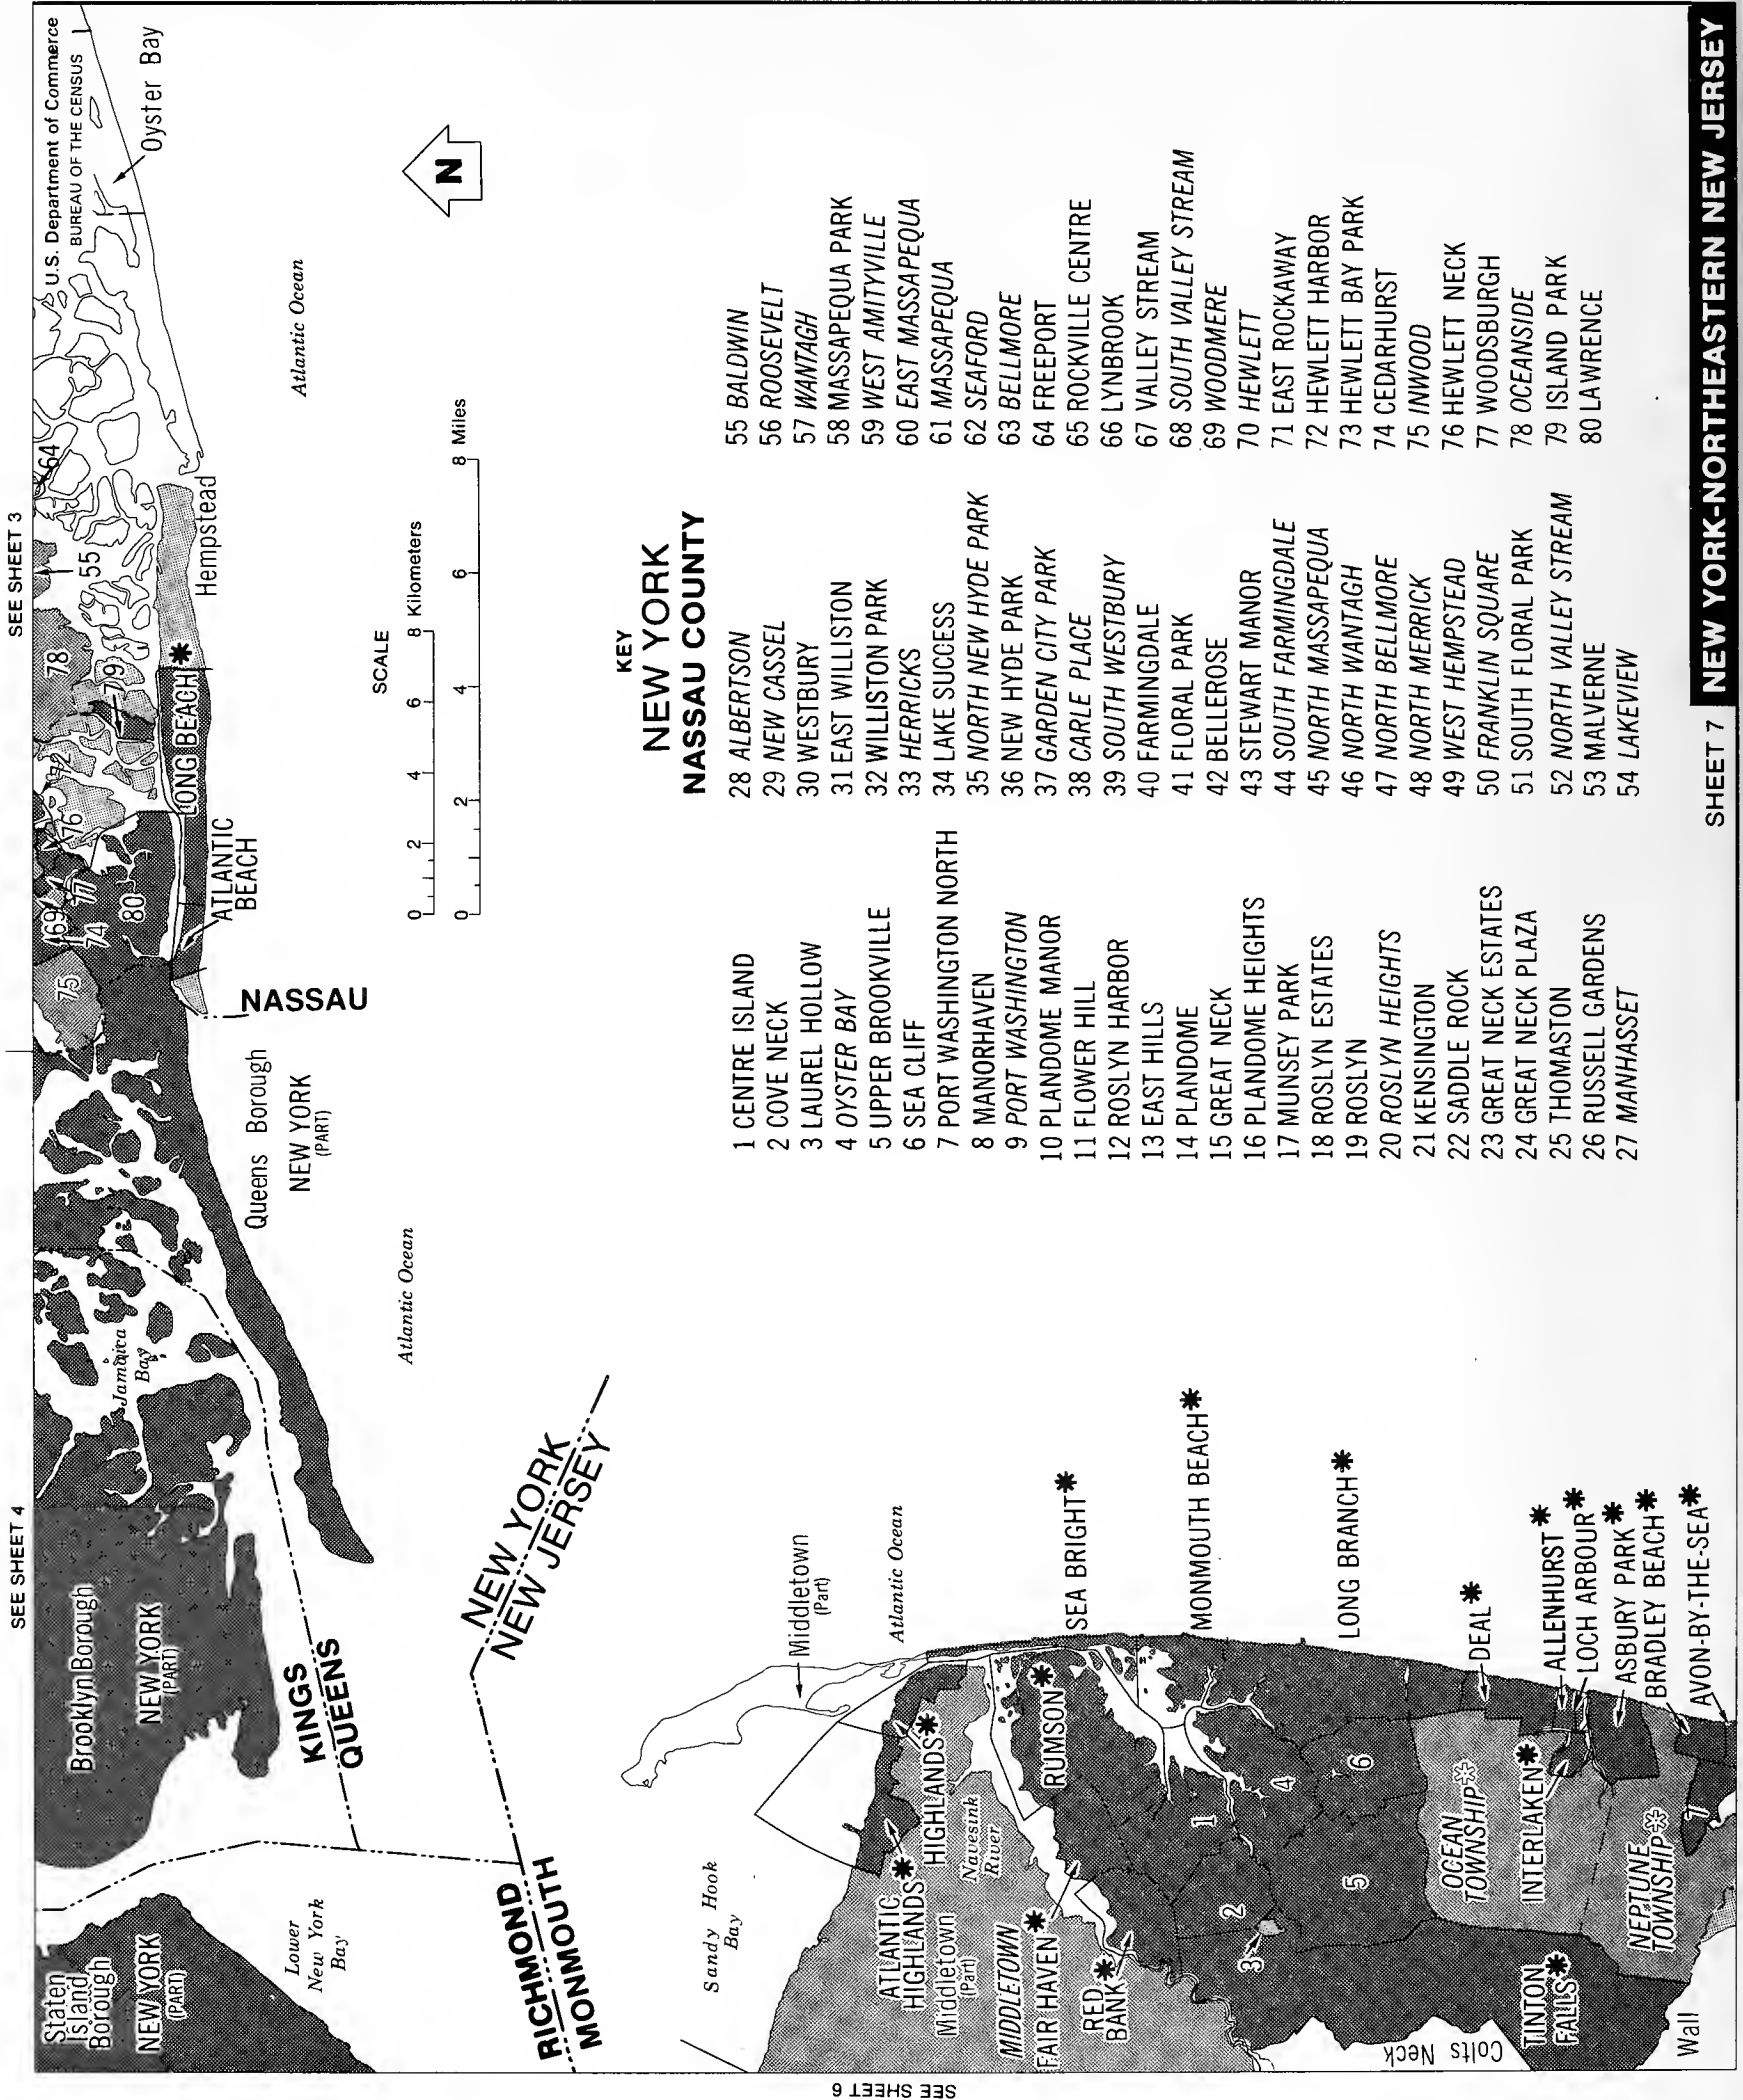 SEE SHEET 4
SEE SHEET 3
SEE SHEET 6
U.S. Department of Commerce
BUREAU OF THE CENSUS
Staten
Island
Borough
NEW YORK
(PART)
Brooklyn Borough
NEW YORK
(PART)
Jamaica
Bay
Queens Borough
NEW YORK
(PART)
NASSAU
75
69
74
77
76
72
80
ATLANTIC
BEACH
LONG BEACH*
79
78
55
64
Hempstead
Oyster Bay
Atlantic Ocean
Atlantic Ocean
N
SCALE
0 2 4 6 8 Kilometers
0 2 4 6 8 Miles
KINGS
QUEENS
Lower
New York
Bay
RICHMOND
MONMOUTH
NEW YORK
NEW JERSEY
Sandy Hook
Bay
Middletown
(Part)
Atlantic Ocean
ATLANTIC
HIGHLANDS*
HIGHLANDS*
Middletown
(Part)
Navesink
River
MIDDLETOWN
FAIR HAVEN*
RED
BANK*
RUMSON*
SEA BRIGHT*
MONMOUTH BEACH*
LONG BRANCH*
1
2
3
4
5
6
7
OCEAN
TOWNSHIP*
DEAL*
INTERLAKEN*
ALLENHURST*
LOCH ARBOUR*
ASBURY PARK*
BRADLEY BEACH*
AVON-BY-THE-SEA*
NEPTUNE
TOWNSHIP*
TINTON
FALLS*
Colts Neck
Wall
KEY
NEW YORK
NASSAU COUNTY
1 CENTRE ISLAND
2 COVE NECK
3 LAUREL HOLLOW
4 OYSTER BAY
5 UPPER BROOKVILLE
6 SEA CLIFF
7 PORT WASHINGTON NORTH
8 MANORHAVEN
9 PORT WASHINGTON
10 PLANDOME MANOR
11 FLOWER HILL
12 ROSLYN HARBOR
13 EAST HILLS
14 PLANDOME
15 GREAT NECK
16 PLANDOME HEIGHTS
17 MUNSEY PARK
18 ROSLYN ESTATES
19 ROSLYN
20 ROSLYN HEIGHTS
21 KENSINGTON
22 SADDLE ROCK
23 GREAT NECK ESTATES
24 GREAT NECK PLAZA
25 THOMASTON
26 RUSSELL GARDENS
27 MANHASSET
28 ALBERTSON
29 NEW CASSEL
30 WESTBURY
31 EAST WILLISTON
32 WILLISTON PARK
33 HERRICKS
34 LAKE SUCCESS
35 NORTH NEW HYDE PARK
36 NEW HYDE PARK
37 GARDEN CITY PARK
38 CARLE PLACE
39 SOUTH WESTBURY
40 FARMINGDALE
41 FLORAL PARK
42 BELLEROSE
43 STEWART MANOR
44 SOUTH FARMINGDALE
45 NORTH MASSAPEQUA
46 NORTH WANTAGH
47 NORTH BELLMORE
48 NORTH MERRICK
49 WEST HEMPSTEAD
50 FRANKLIN SQUARE
51 SOUTH FLORAL PARK
52 NORTH VALLEY STREAM
53 MALVERNE
54 LAKEVIEW
55 BALDWIN
56 ROOSEVELT
57 WANTAGH
58 MASSAPEQUA PARK
59 WEST AMITYVILLE
60 EAST MASSAPEQUA
61 MASSAPEQUA
62 SEAFORD
63 BELLMORE
64 FREEPORT
65 ROCKVILLE CENTRE
66 LYNBROOK
67 VALLEY STREAM
68 SOUTH VALLEY STREAM
69 WOODMERE
70 HEWLETT
71 EAST ROCKAWAY
72 HEWLETT HARBOR
73 HEWLETT BAY PARK
74 CEDARHURST
75 INWOOD
76 HEWLETT NECK
77 WOODSBURGH
78 OCEANSIDE
79 ISLAND PARK
80 LAWRENCE
SHEET 7 NEW YORK-NORTHEASTERN NEW JERSEY